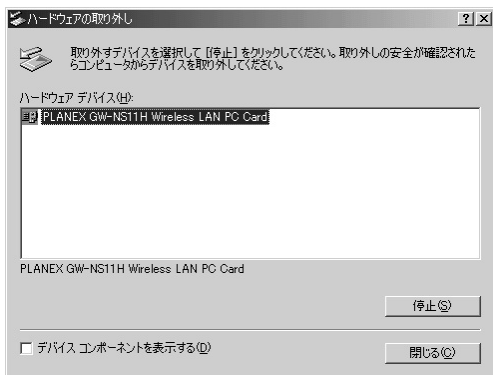 ハードウェアの取り外し
取り外すデバイスを選択して [停止] をクリックしてください。取り外しの安全が確認された
らコンピュータからデバイスを取り外してください。
ハードウェア デバイス(H):
PLANEX GW-NS11H Wireless LAN PC Card
PLANEX GW-NS11H Wireless LAN PC Card
停止(S)
デバイス コンポーネントを表示する(D)
閉じる(C)